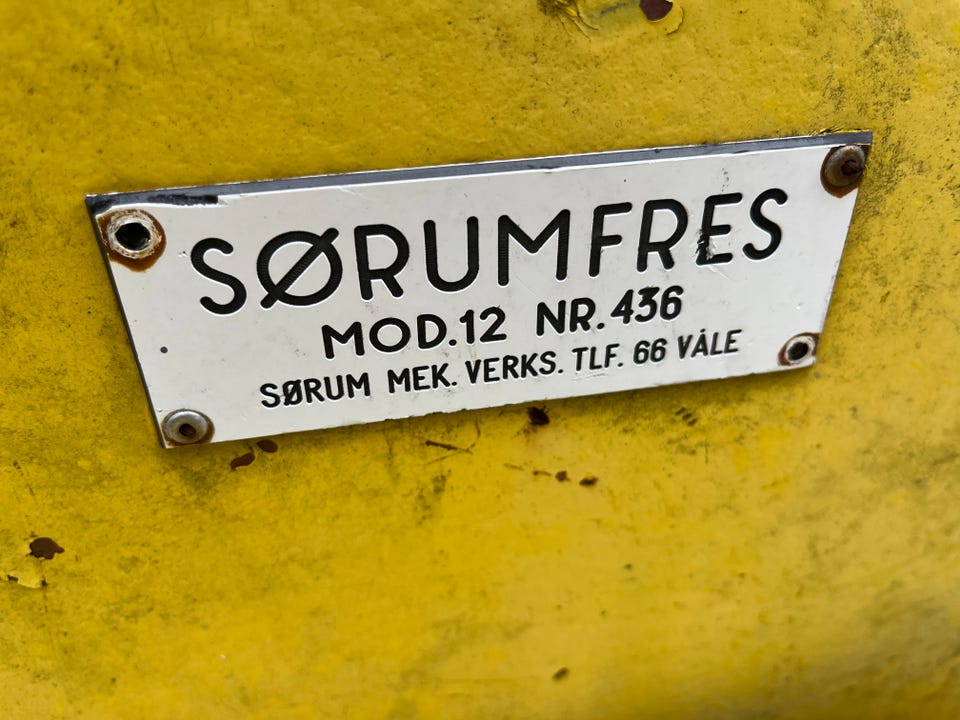 SØRUMFRES
MOD.12 NR.436
SØRUM MEK. VERKS. TLF. 66 VÅLE